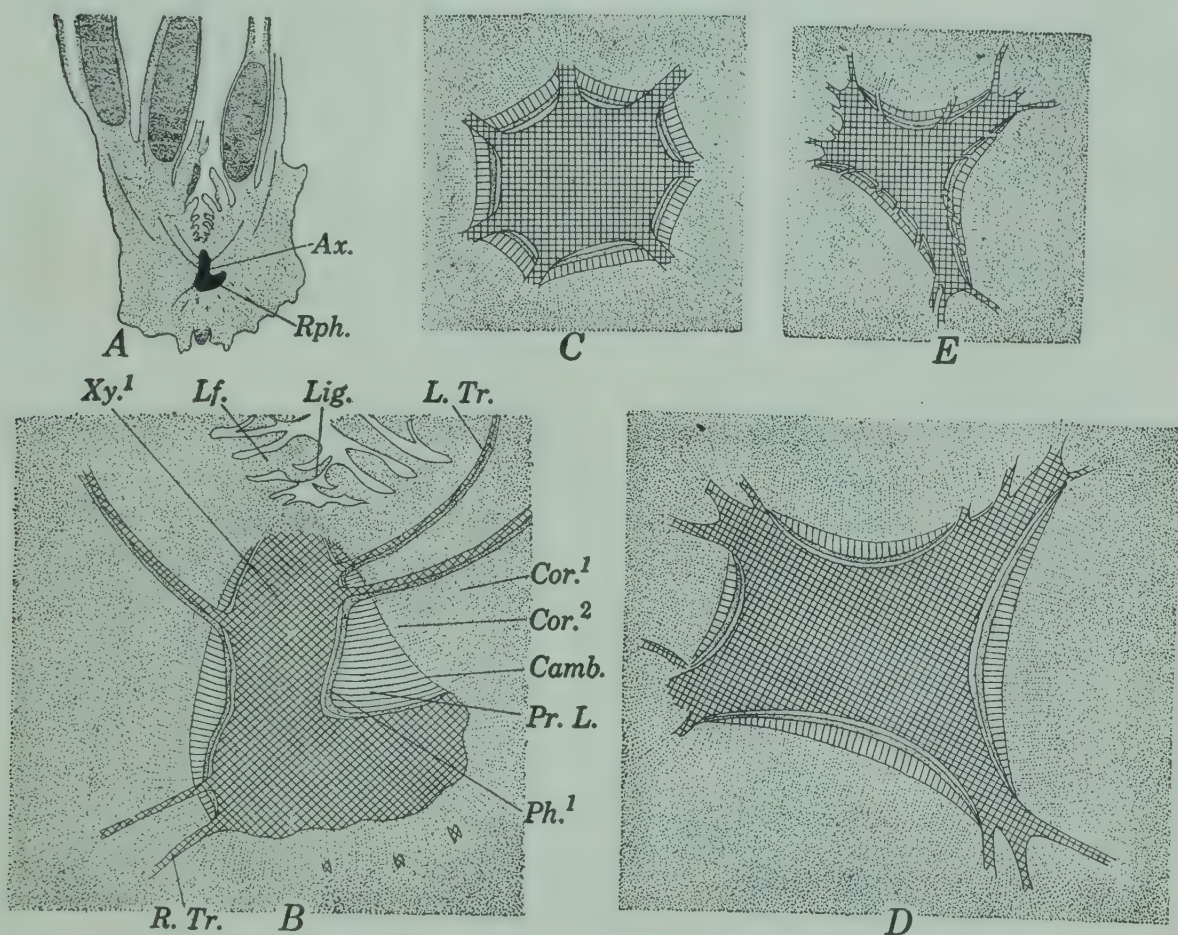 A
Ax.
Rph.
C
E
Xy.¹
Lf.
Lig.
L. Tr.
Cor.¹
Cor.²
Camb.
Pr. L.
Ph.¹
R. Tr.
B
D